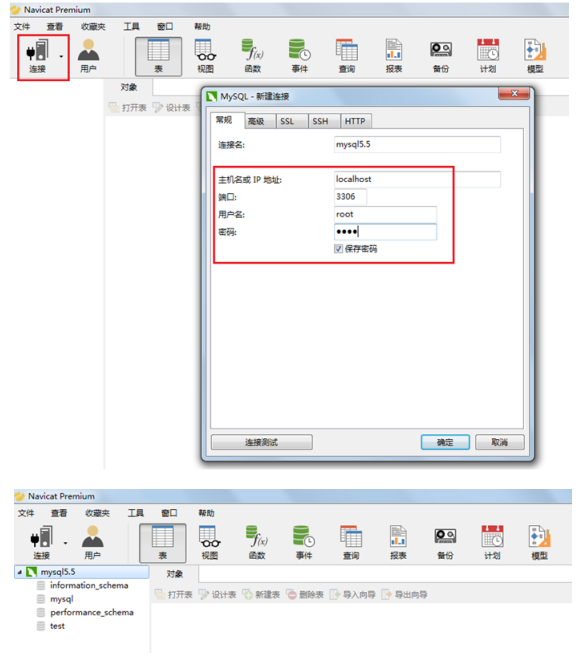 Navicat Premium
文件 查看 收藏夹 工具 窗口 帮助
连接 用户 表 视图 函数 事件 查询 报表 备份 计划 模型
对象
打开表 设计表
MySQL - 新建连接
常规 高级 SSL SSH HTTP
连接名: mysql5.5
主机名或 IP 地址: localhost
端口: 3306
用户名: root
密码: ●●●●
保存密码
连接测试 确定 取消
Navicat Premium
文件 查看 收藏夹 工具 窗口 帮助
连接 用户 表 视图 函数 事件 查询 报表 备份 计划 模型
mysql5.5 对象
information_schema 打开表 设计表 新建表 删除表 导入向导 导出向导
mysql
performance_schema
test